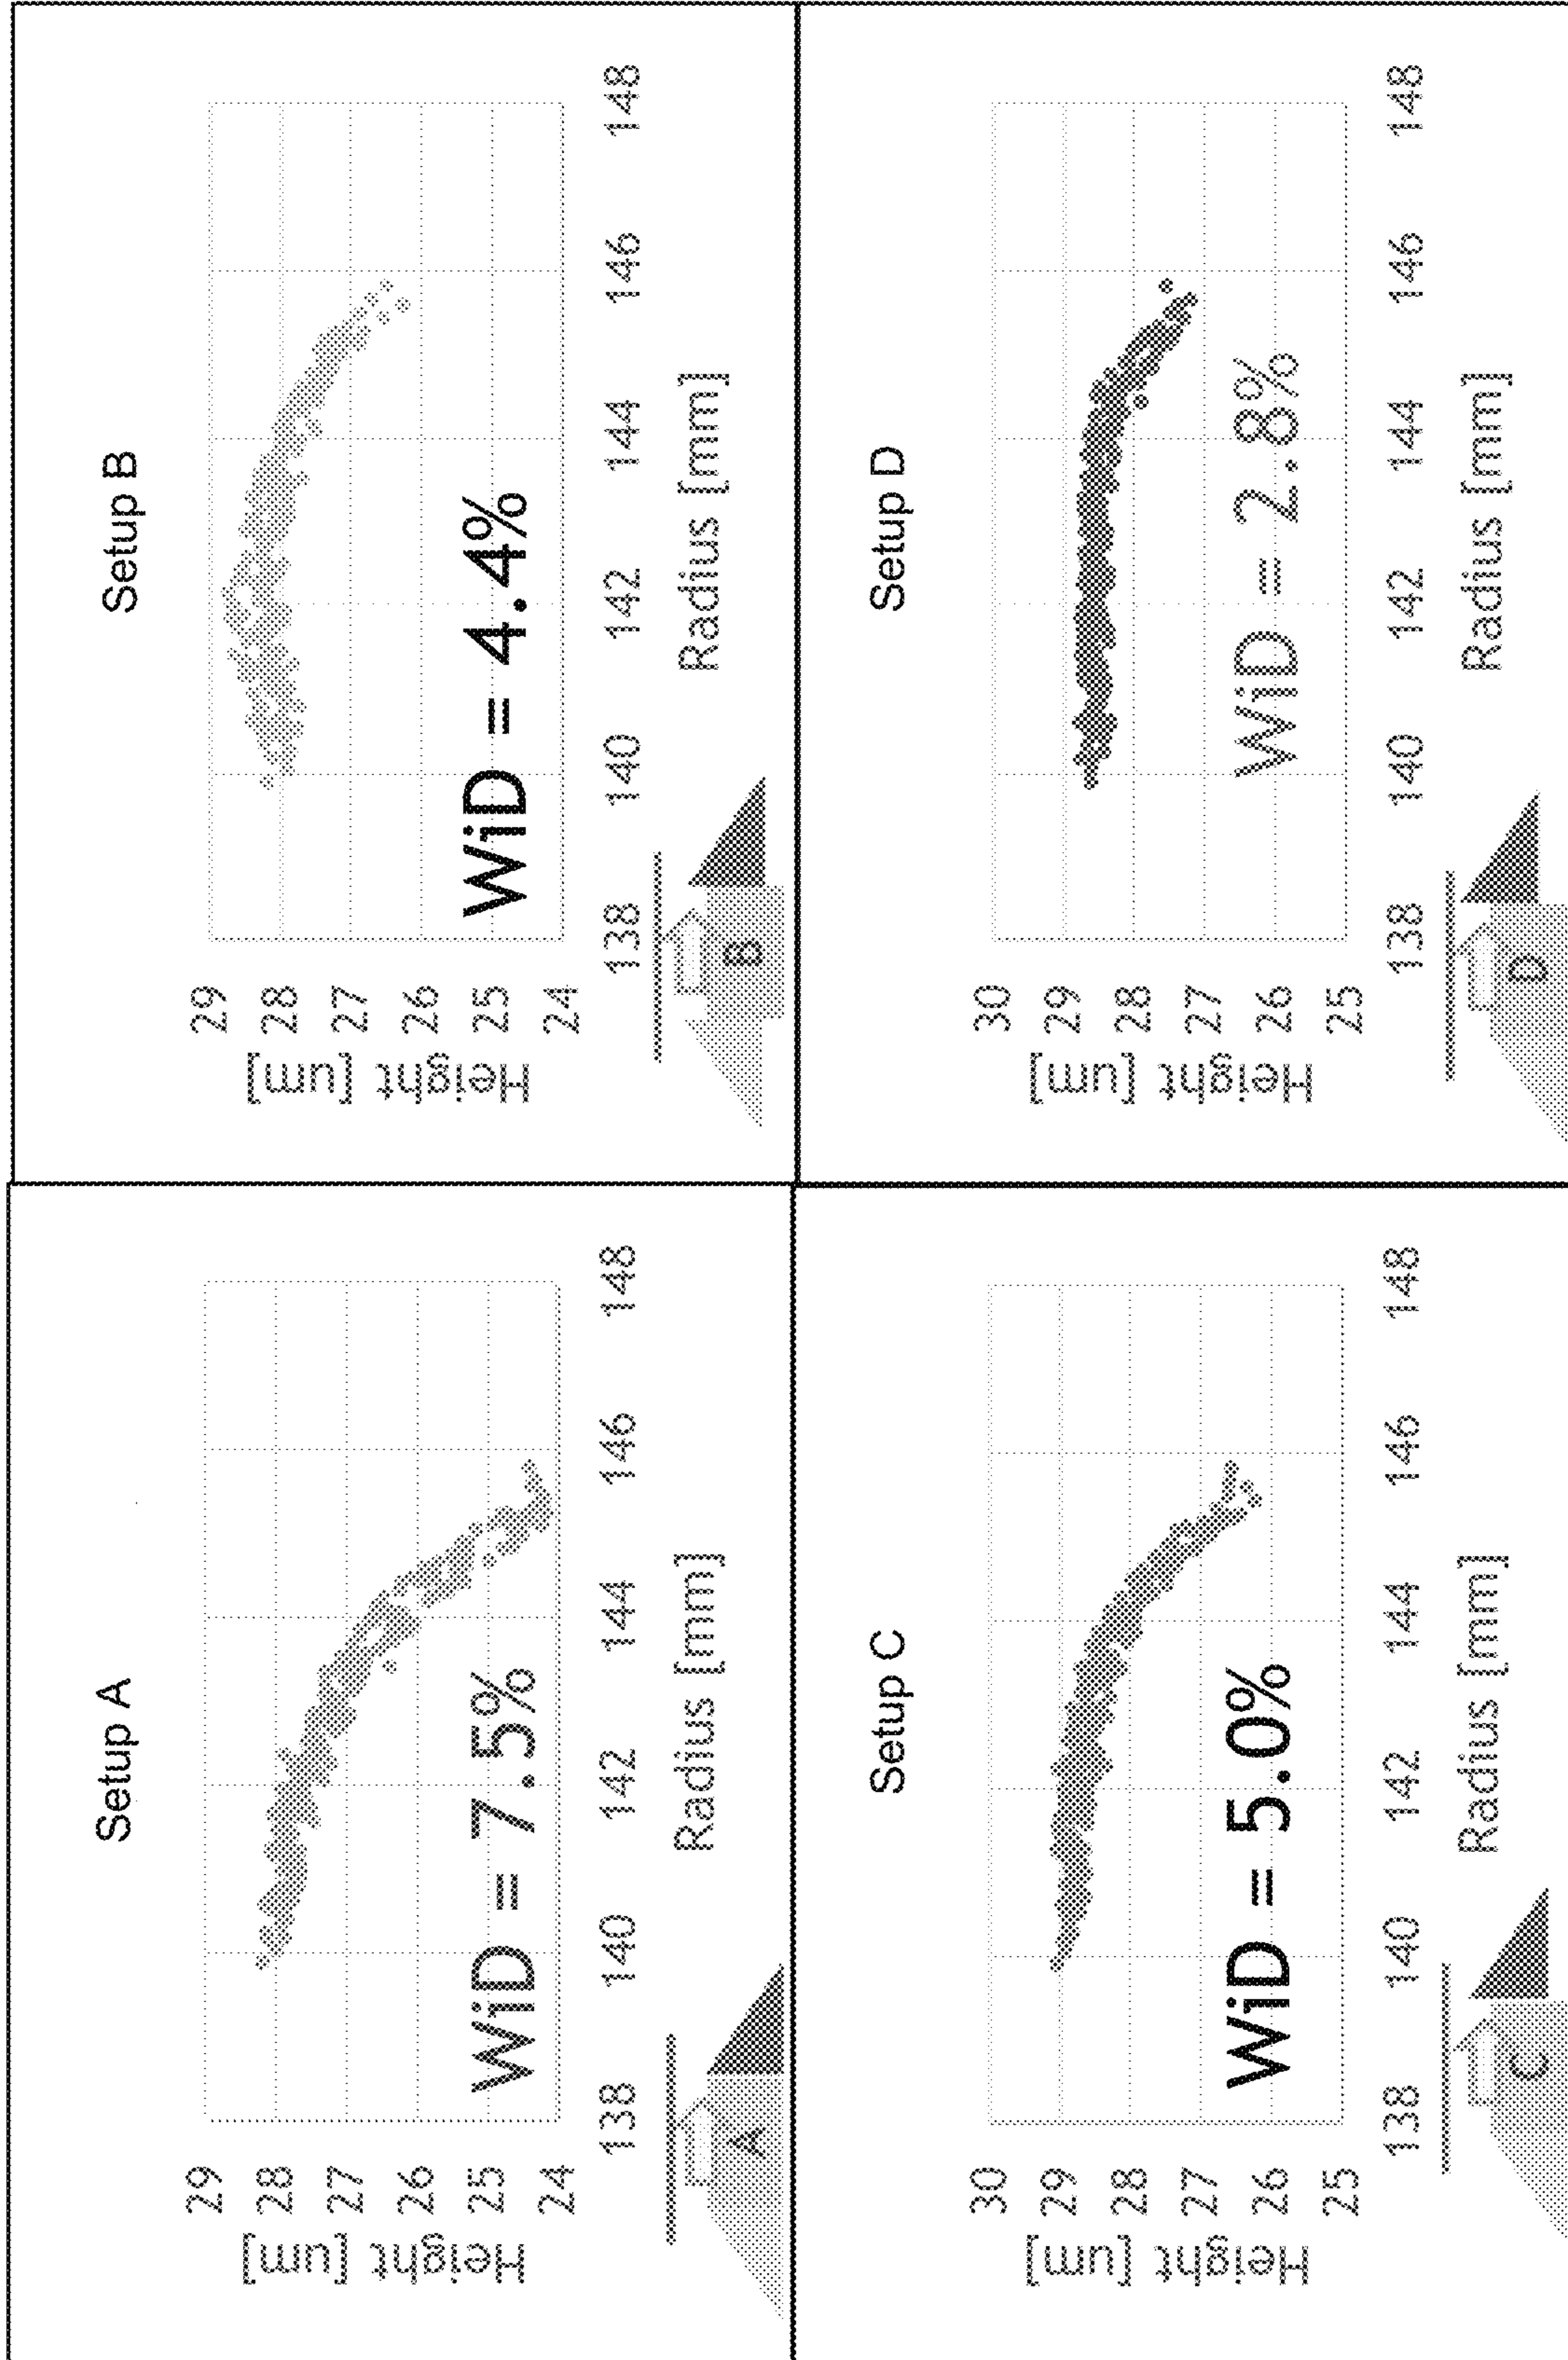 Setup A
29
28
27
26
25
24
Height [um]
WiD = 7.5%
138 140 142 144 146 148
Radius [mm]
A
Setup B
29
28
27
26
25
24
Height [um]
WiD = 4.4%
138 140 142 144 146 148
Radius [mm]
B
Setup C
30
29
28
27
26
25
Height [um]
WiD = 5.0%
138 140 142 144 146 148
Radius [mm]
C
Setup D
30
29
28
27
26
25
Height [um]
WiD = 2.8%
138 140 142 144 146 148
Radius [mm]
D